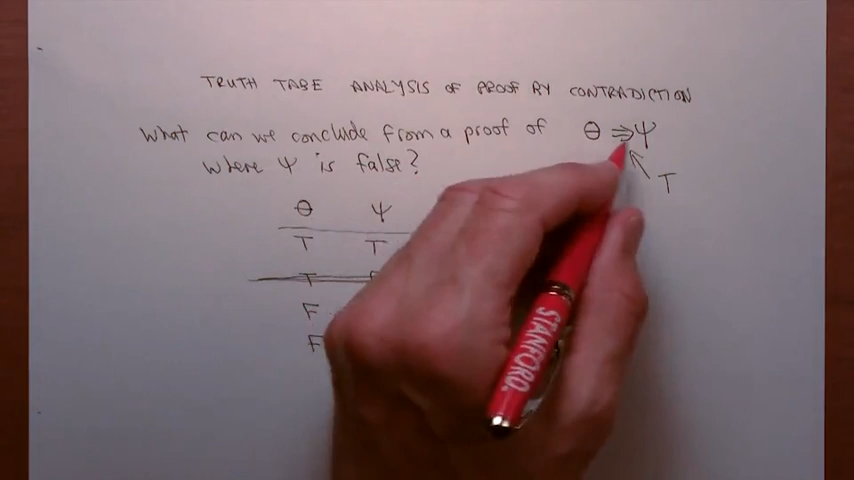 TRUTH TABE ANALYSIS OF PROOF BY CONTRADICTION
What can we conclude from a proof of θ ⇒ Ψ
where Ψ is false?
T
θ Ψ
T T
T
F
F
STANFORD